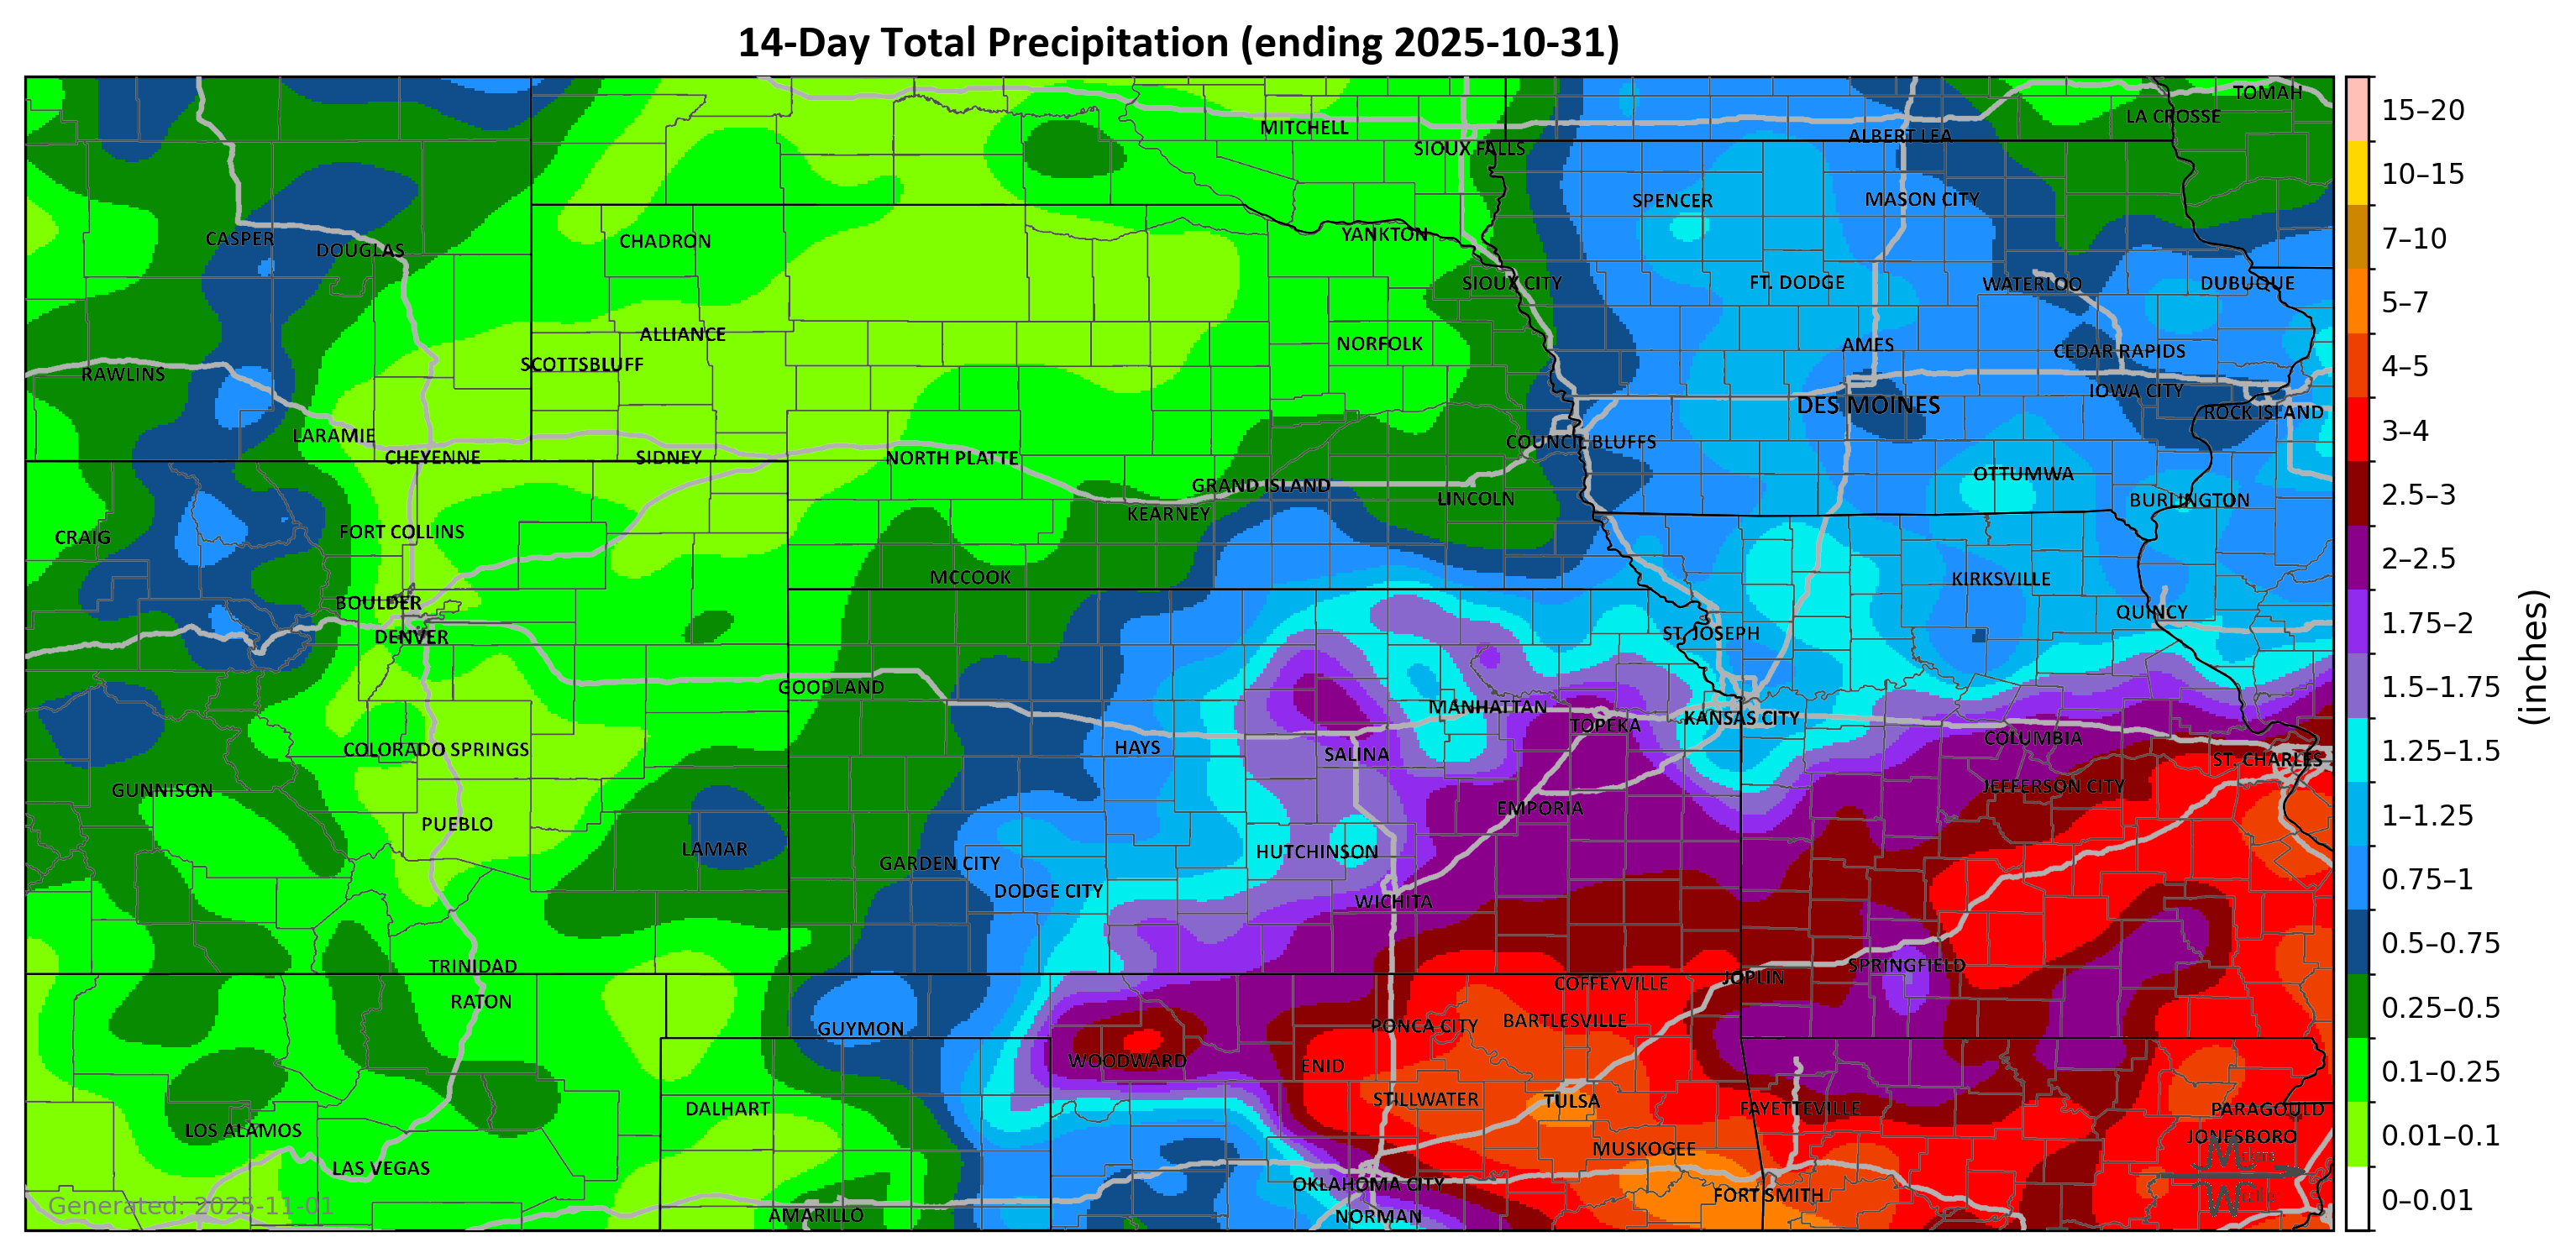 14-Day Total Precipitation (ending 2025-10-31)
TOMAH
LA CROSSE
MITCHELL
ALBERT LEA
SIOUX FALLS
SPENCER
MASON CITY
YANKTON
CASPER
CHADRON
DOUGLAS
SIOUX CITY
FT. DODGE
WATERLOO
DUBUQUE
ALLIANCE
NORFOLK
AMES
CEDAR RAPIDS
SCOTTSBLUFF
RAWLINS
IOWA CITY
DES MOINES
ROCK ISLAND
LARAMIE
COUNCIL BLUFFS
CHEYENNE
SIDNEY
NORTH PLATTE
OTTUMWA
GRAND ISLAND
LINCOLN
BURLINGTON
KEARNEY
FORT COLLINS
CRAIG
MCCOOK
KIRKSVILLE
BOULDER
QUINCY
DENVER
ST. JOSEPH
GOODLAND
MANHATTAN
TOPEKA
KANSAS CITY
COLUMBIA
COLORADO SPRINGS
HAYS
SALINA
ST. CHARLES
GUNNISON
JEFFERSON CITY
EMPORIA
PUEBLO
LAMAR
HUTCHINSON
GARDEN CITY
DODGE CITY
WICHITA
TRINIDAD
SPRINGFIELD
JOPLIN
COFFEYVILLE
RATON
BARTLESVILLE
GUYMON
PONCA CITY
WOODWARD
ENID
STILLWATER
TULSA
DALHART
FAYETTEVILLE
PARAGOULD
LOS ALAMOS
JONESBORO
MUSKOGEE
LAS VEGAS
OKLAHOMA CITY
FORT SMITH
AMARILLO
NORMAN
Generated: 2025-11-01
15–20
10–15
7–10
5–7
4–5
3–4
2.5–3
2–2.5
1.75–2
1.5–1.75
1.25–1.5
1–1.25
0.75–1
0.5–0.75
0.25–0.5
0.1–0.25
0.01–0.1
0–0.01
(inches)